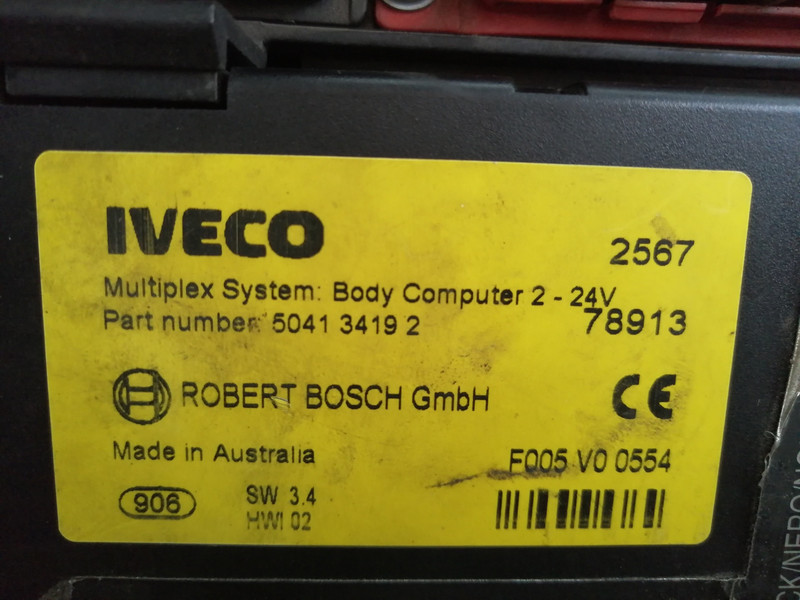 IVECO
2567
Multiplex System: Body Computer 2 - 24V
Part number: 5041 3419 2
78913
ROBERT BOSCH GmbH
CE
Made in Australia
F005 V0 0554
906
SW 3.4
HWI 02